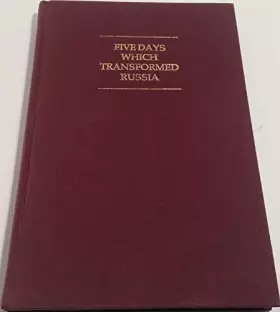 FIVE DAYS
WHICH
TRANSFORMED
RUSSIA